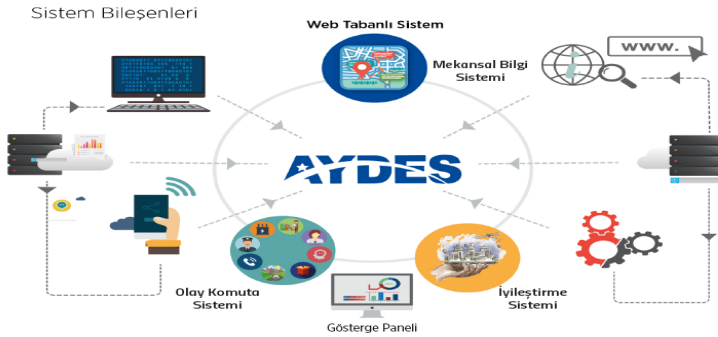 Sistem Bileşenleri
Web Tabanlı Sistem
www.
Mekansal Bilgi
Sistemi
AYDES
Olay Komuta
Sistemi
İyileştirme
Sistemi
Gösterge Paneli